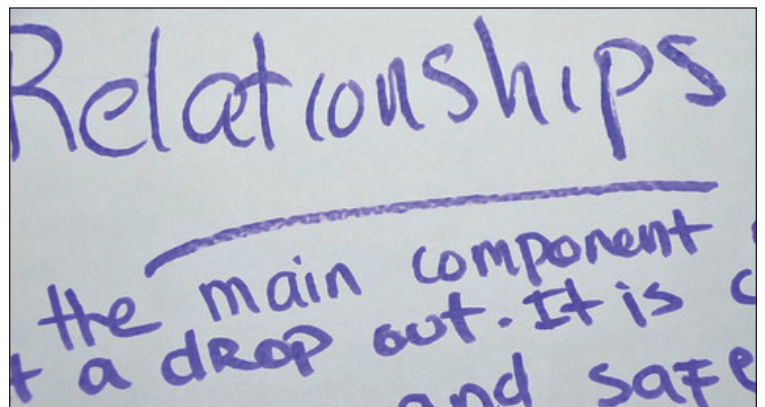 Relationships
the main component
a drop out. It is
and safe